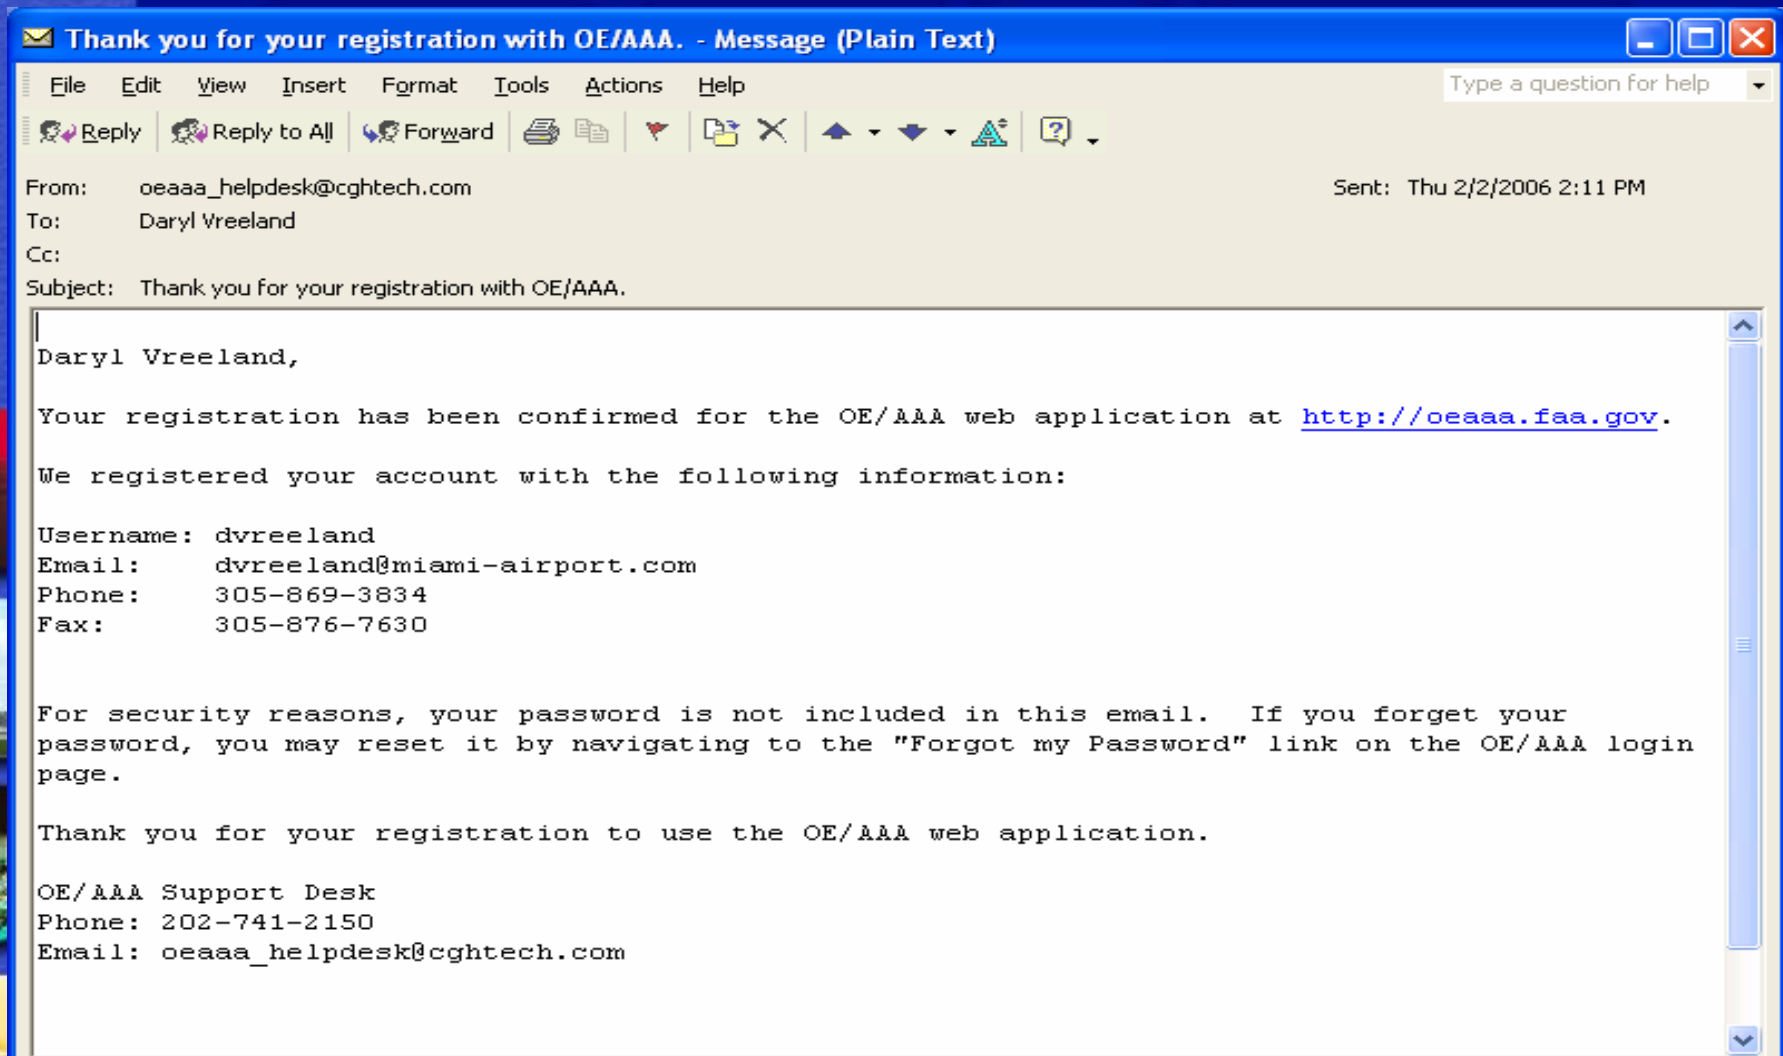 Thank you for your registration with OE/AAA. - Message (Plain Text)
File Edit View Insert Format Tools Actions Help Type a question for help
Reply Reply to All Forward
From: oeaaa_helpdesk@cghtech.com Sent: Thu 2/2/2006 2:11 PM
To: Daryl Vreeland
Cc:
Subject: Thank you for your registration with OE/AAA.
Daryl Vreeland,
Your registration has been confirmed for the OE/AAA web application at http://oeaaa.faa.gov.
We registered your account with the following information:
Username: dvreeland
Email: dvreeland@miami-airport.com
Phone: 305-869-3834
Fax: 305-876-7630
For security reasons, your password is not included in this email. If you forget your
password, you may reset it by navigating to the "Forgot my Password" link on the OE/AAA login
page.
Thank you for your registration to use the OE/AAA web application.
OE/AAA Support Desk
Phone: 202-741-2150
Email: oeaaa_helpdesk@cghtech.com